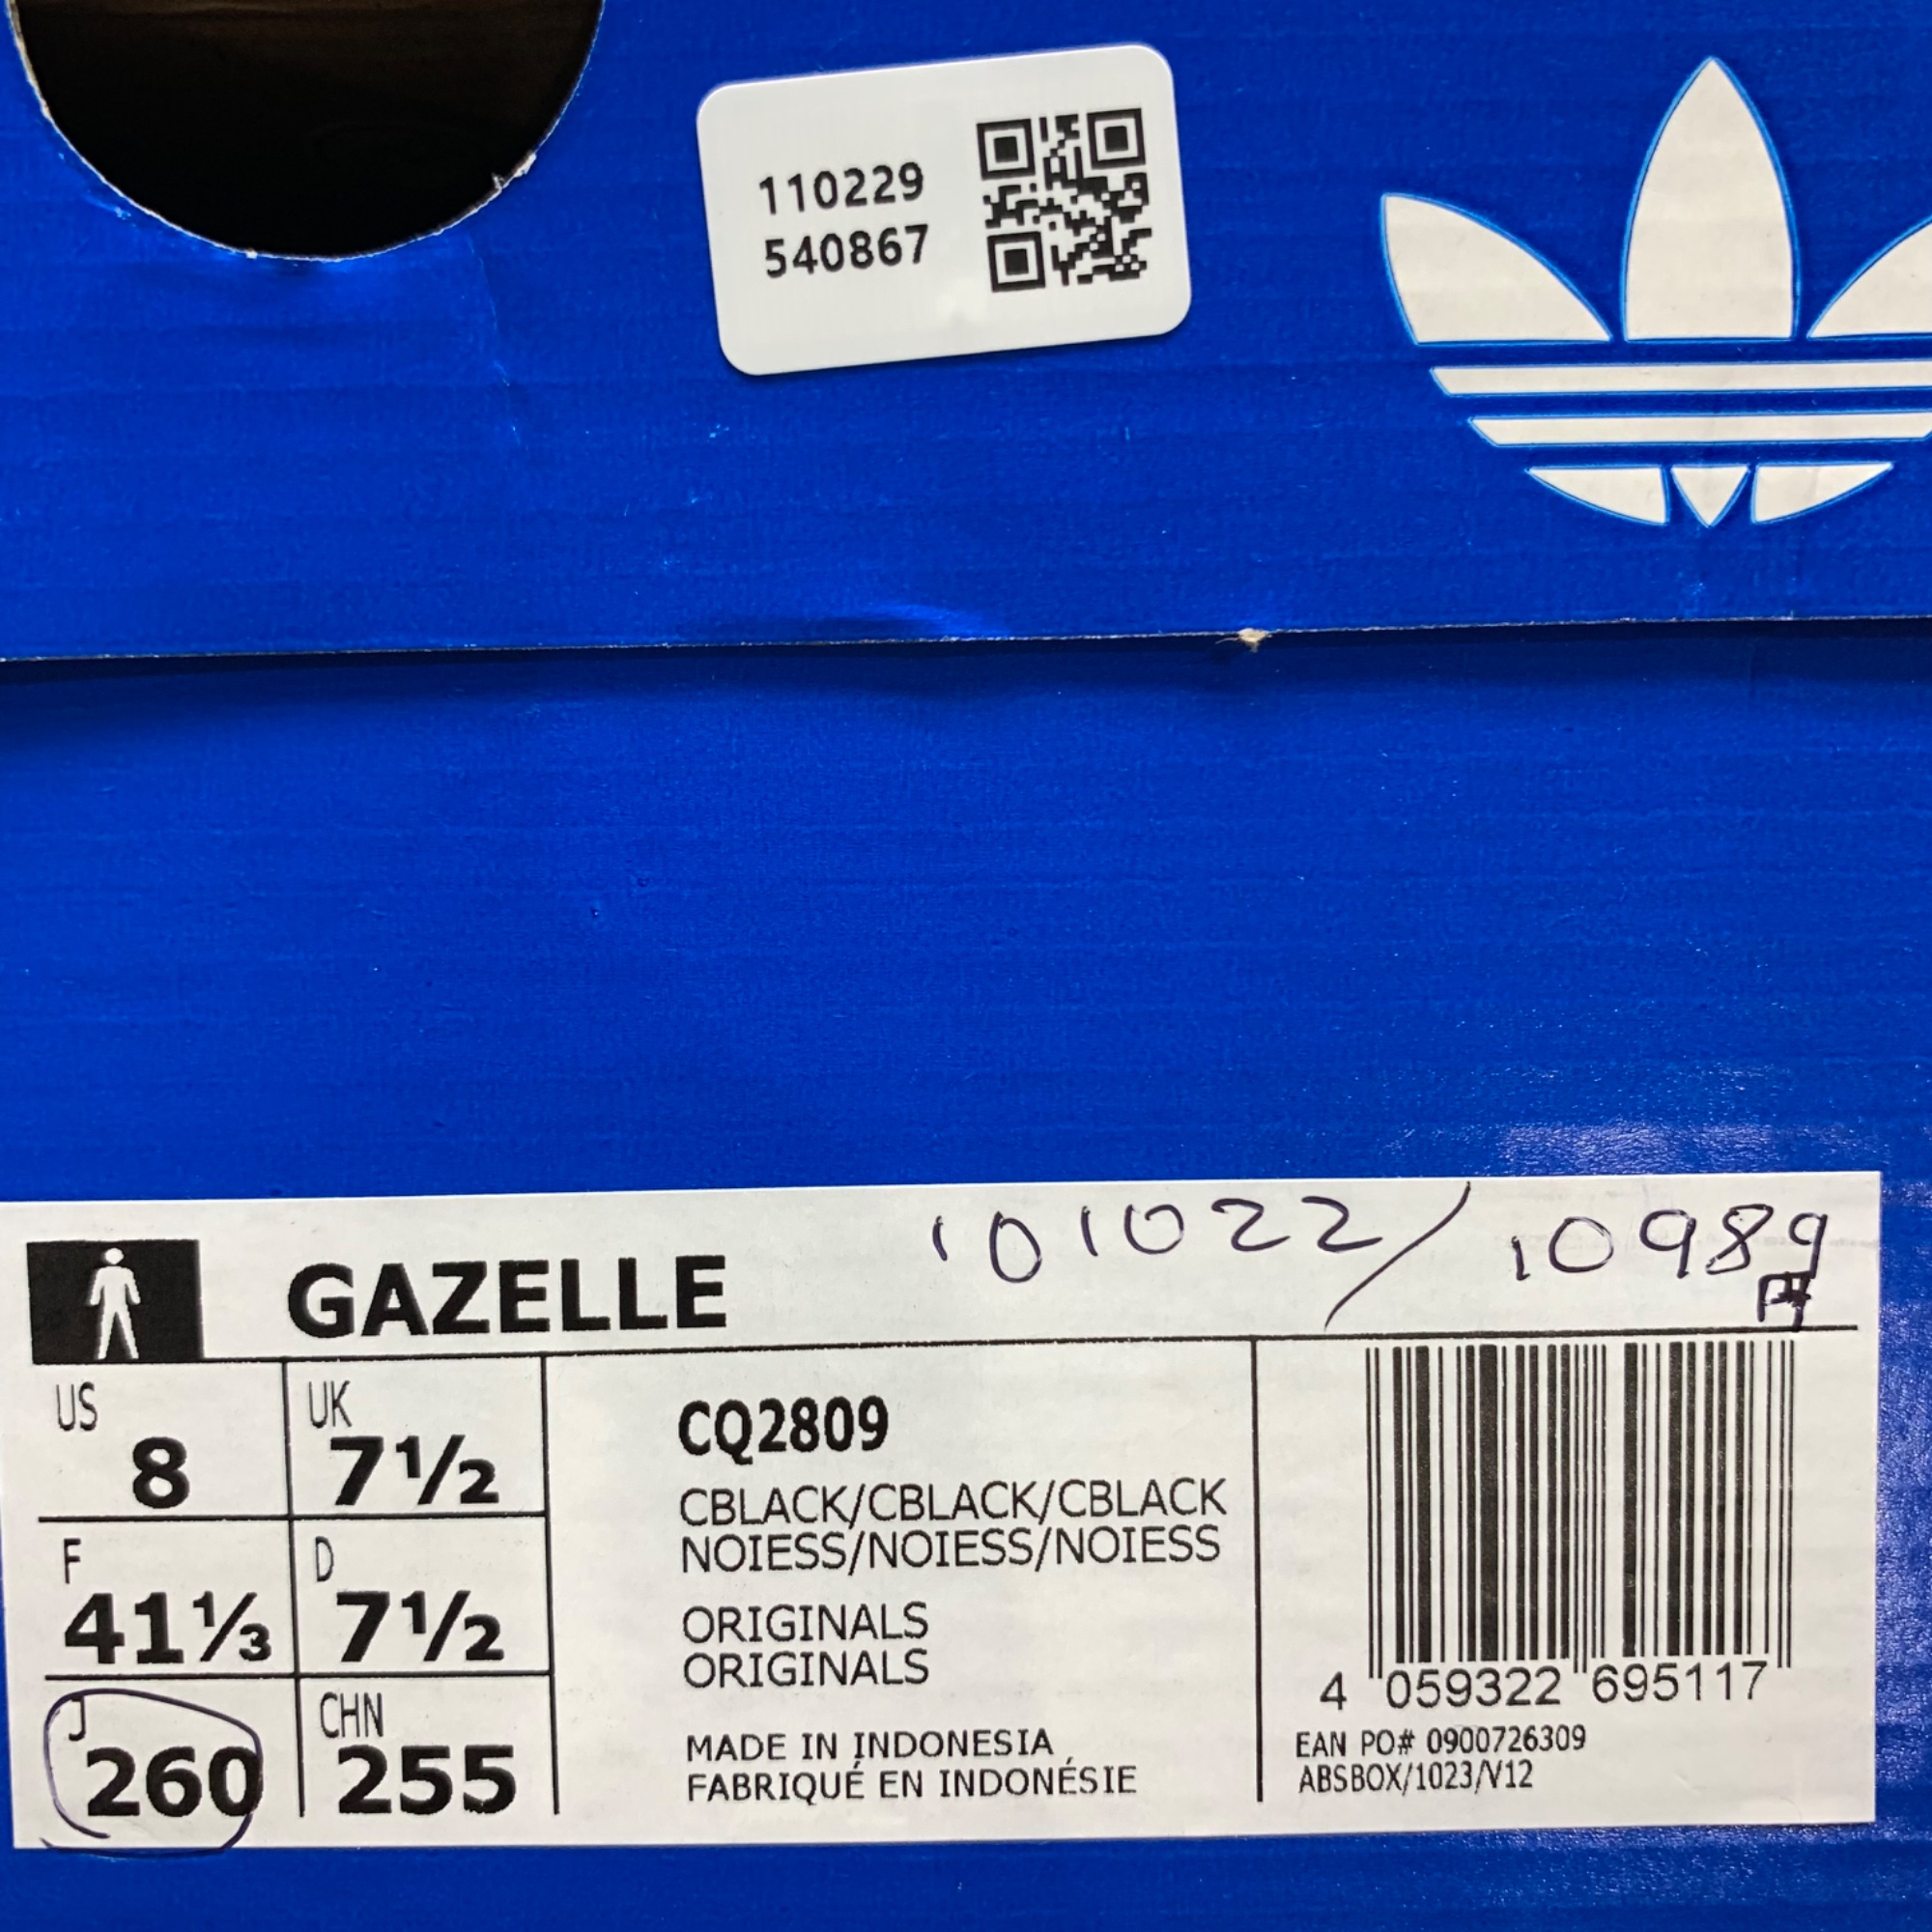 110229
540867
GAZELLE
101022/10989
US
8
UK
7½
F
41⅓
D
7½
J
260
CHN
255
CQ2809
CBLACK/CBLACK/CBLACK
NOIESS/NOIESS/NOIESS
ORIGINALS
ORIGINALS
MADE IN INDONESIA
FABRIQUÉ EN INDONÉSIE
4 059322 695117
EAN PO# 0900726309
ABSBOX/1023/V12